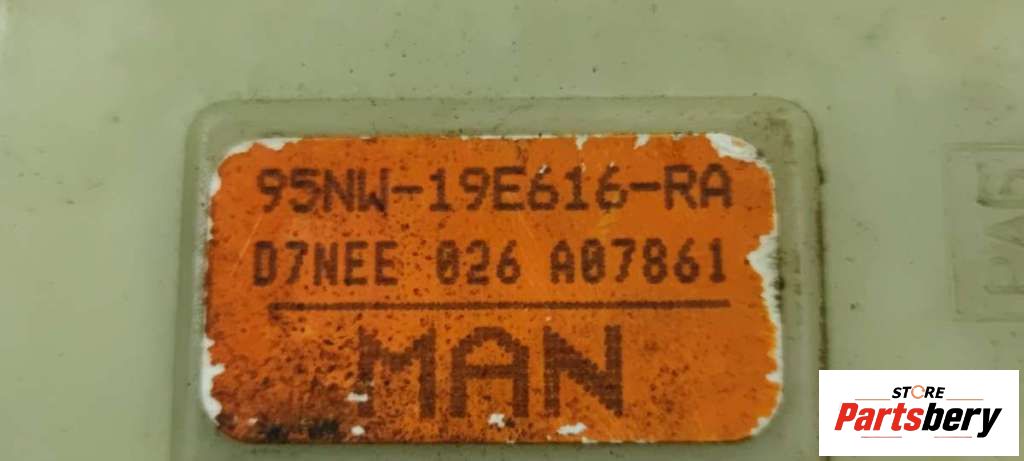 95NW-19E616-RA
D7NEE 026 A07861
MAN
STORE
Partsbery